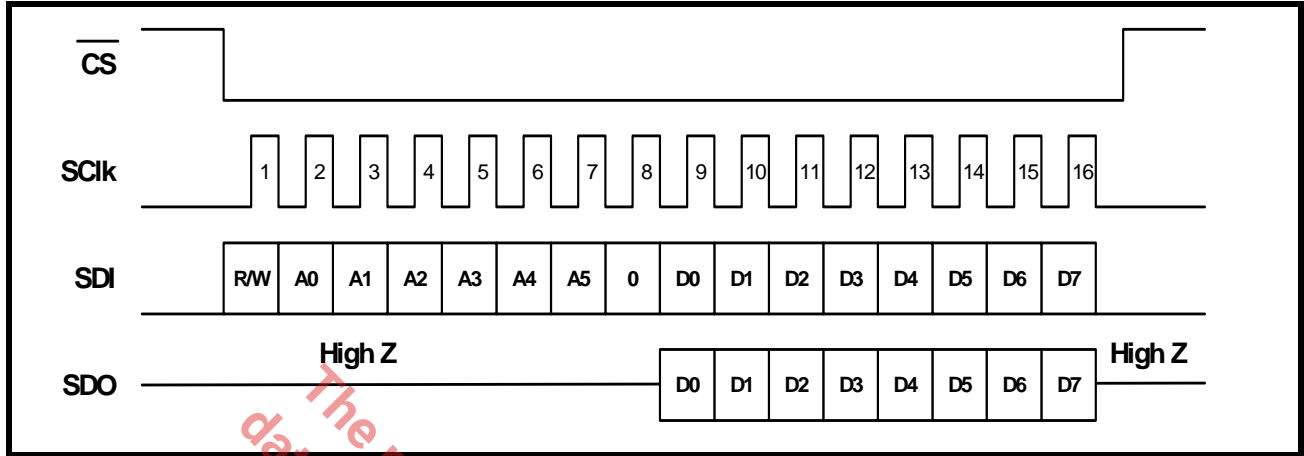 CS
SClk 1 2 3 4 5 6 7 8 9 10 11 12 13 14 15 16
SDI R/W A0 A1 A2 A3 A4 A5 0 D0 D1 D2 D3 D4 D5 D6 D7
High Z High Z
SDO D0 D1 D2 D3 D4 D5 D6 D7
The